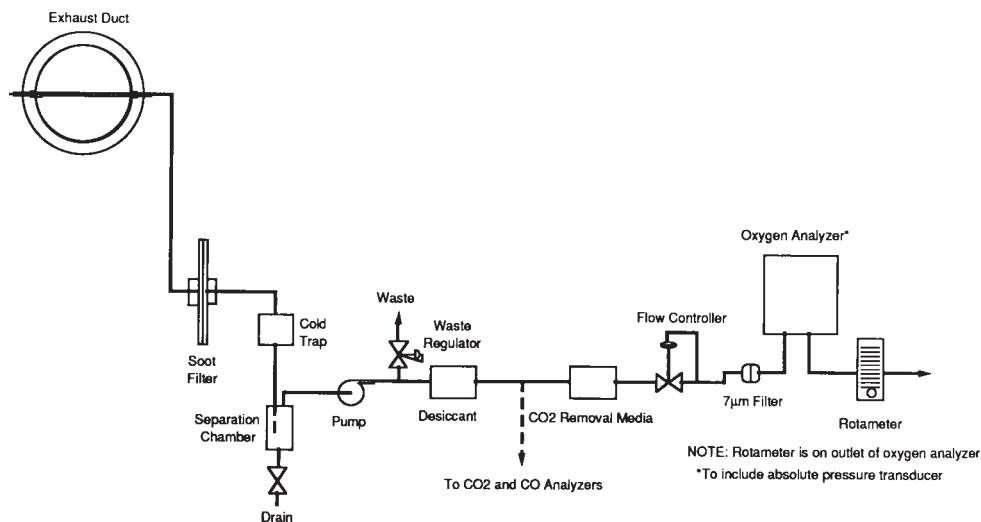 Exhaust Duct
Oxygen Analyzer*
Waste
Waste
Regulator
Flow Controller
Cold
Trap
Soot
Filter
Separation
Chamber
Pump
Desiccant
CO2 Removal Media
7µm Filter
Rotameter
NOTE: Rotameter is on outlet of oxygen analyzer
*To include absolute pressure transducer
To CO2 and CO Analyzers
Drain